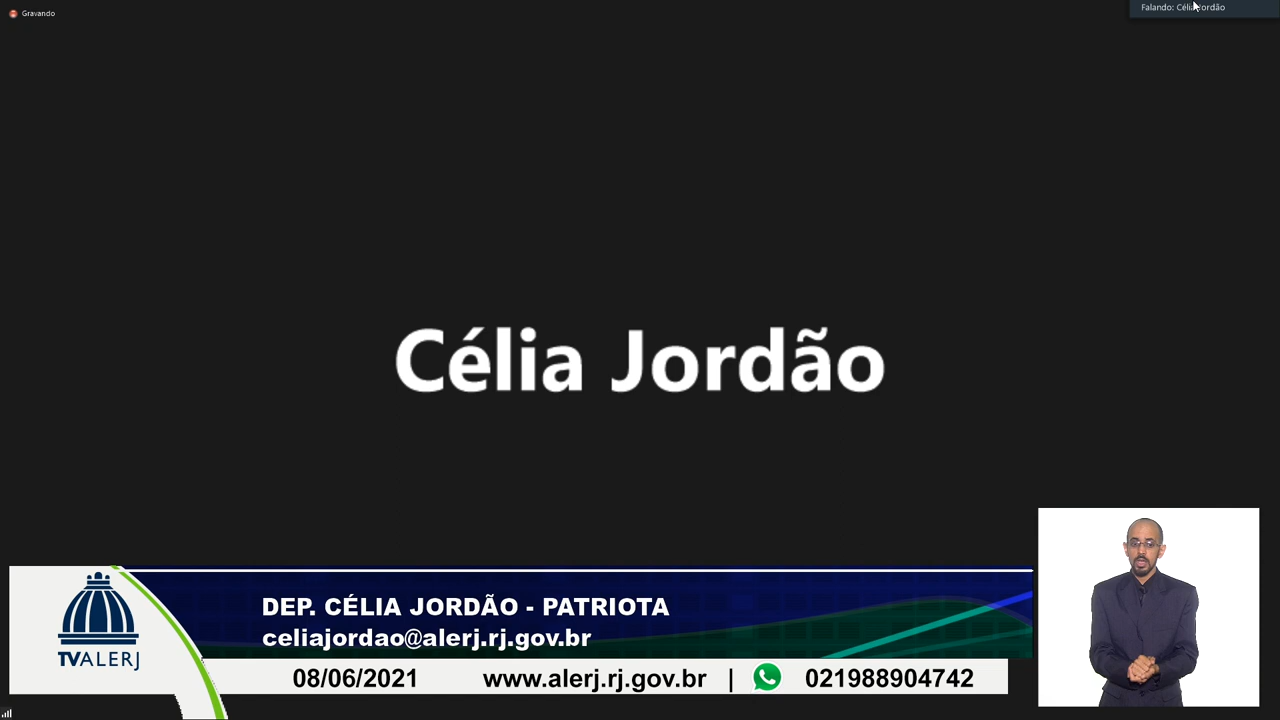 Gravando
Falando: Célia Jordão
Célia Jordão
DEP. CÉLIA JORDÃO - PATRIOTA
celiajordao@alerj.rj.gov.br
TVALERJ
08/06/2021 www.alerj.rj.gov.br | 021988904742